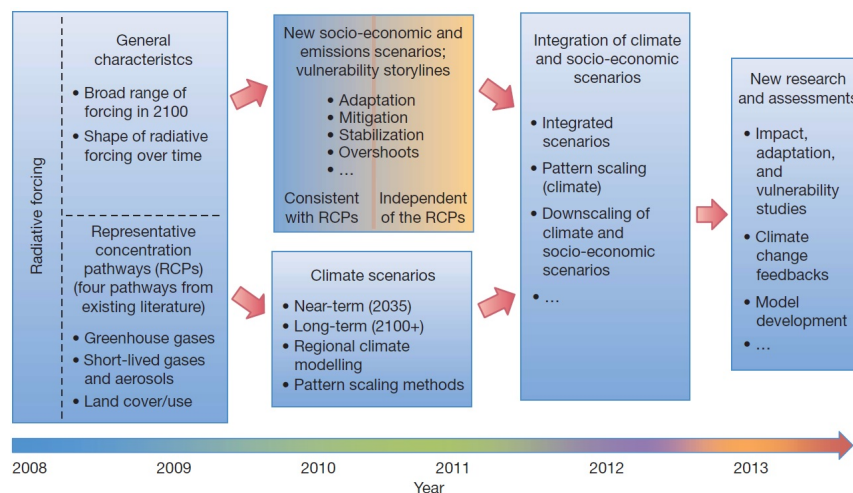 Radiative forcing
General
characteristcs
• Broad range of
forcing in 2100
• Shape of radiative
forcing over time
Representative
concentration
pathways (RCPs)
(four pathways from
existing literature)
• Greenhouse gases
• Short-lived gases
and aerosols
• Land cover/use
New socio-economic and
emissions scenarios;
vulnerability storylines
• Adaptation
• Mitigation
• Stabilization
• Overshoots
• ...
Consistent
with RCPs
Independent
of the RCPs
Climate scenarios
• Near-term (2035)
• Long-term (2100+)
• Regional climate
modelling
• Pattern scaling methods
Integration of climate
and socio-economic
scenarios
• Integrated
scenarios
• Pattern scaling
(climate)
• Downscaling of
climate and
socio-economic
scenarios
• ...
New research
and assessments
• Impact,
adaptation,
and
vulnerability
studies
• Climate
change
feedbacks
• Model
development
• ...
2008 2009 2010 2011 2012 2013
Year